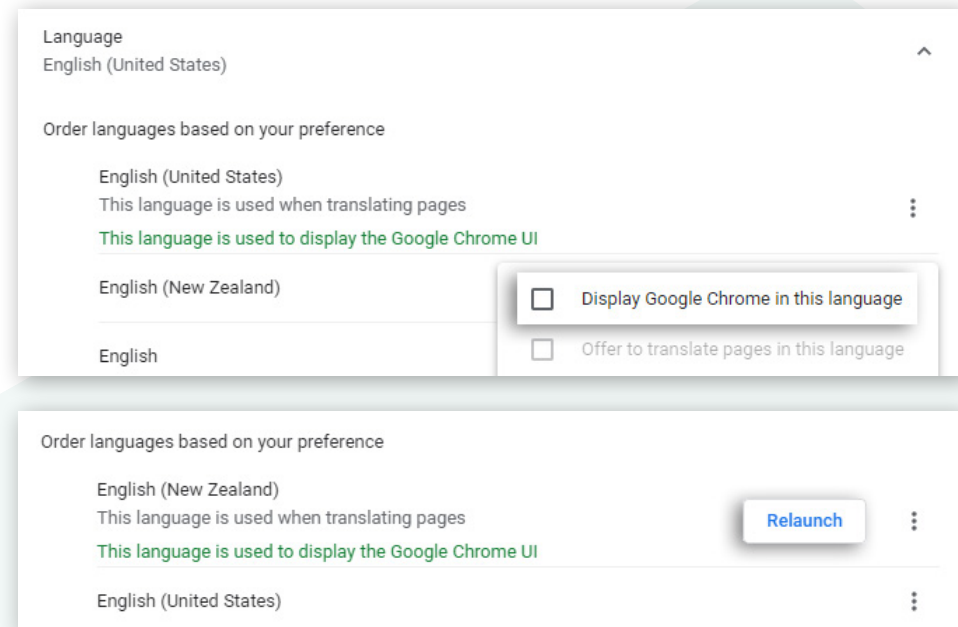 Language
English (United States)
Order languages based on your preference
English (United States)
This language is used when translating pages
This language is used to display the Google Chrome UI
English (New Zealand)
Display Google Chrome in this language
English
Offer to translate pages in this language
Order languages based on your preference
English (New Zealand)
This language is used when translating pages
Relaunch
This language is used to display the Google Chrome UI
English (United States)